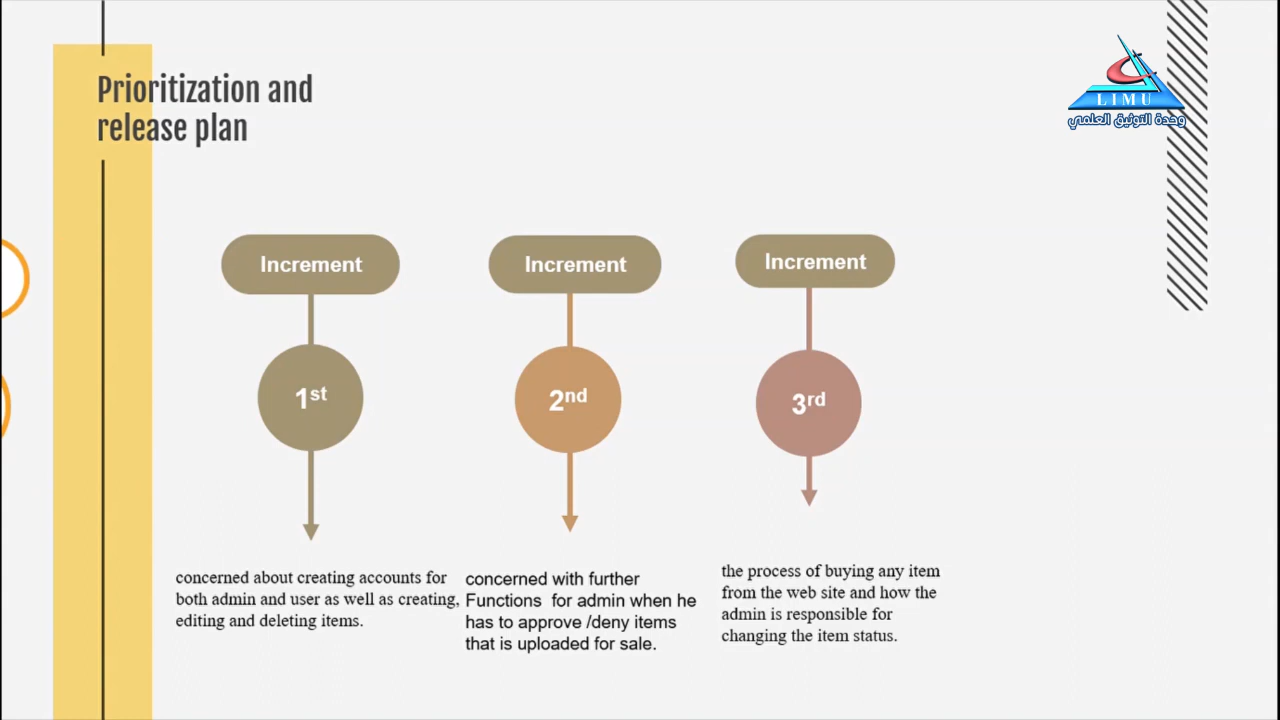 Prioritization and
release plan
LIMU
وحدة التوثيق العلمي
Increment
Increment
Increment
1st
2nd
3rd
concerned about creating accounts for
both admin and user as well as creating,
editing and deleting items.
concerned with further
Functions for admin when he
has to approve /deny items
that is uploaded for sale.
the process of buying any item
from the web site and how the
admin is responsible for
changing the item status.